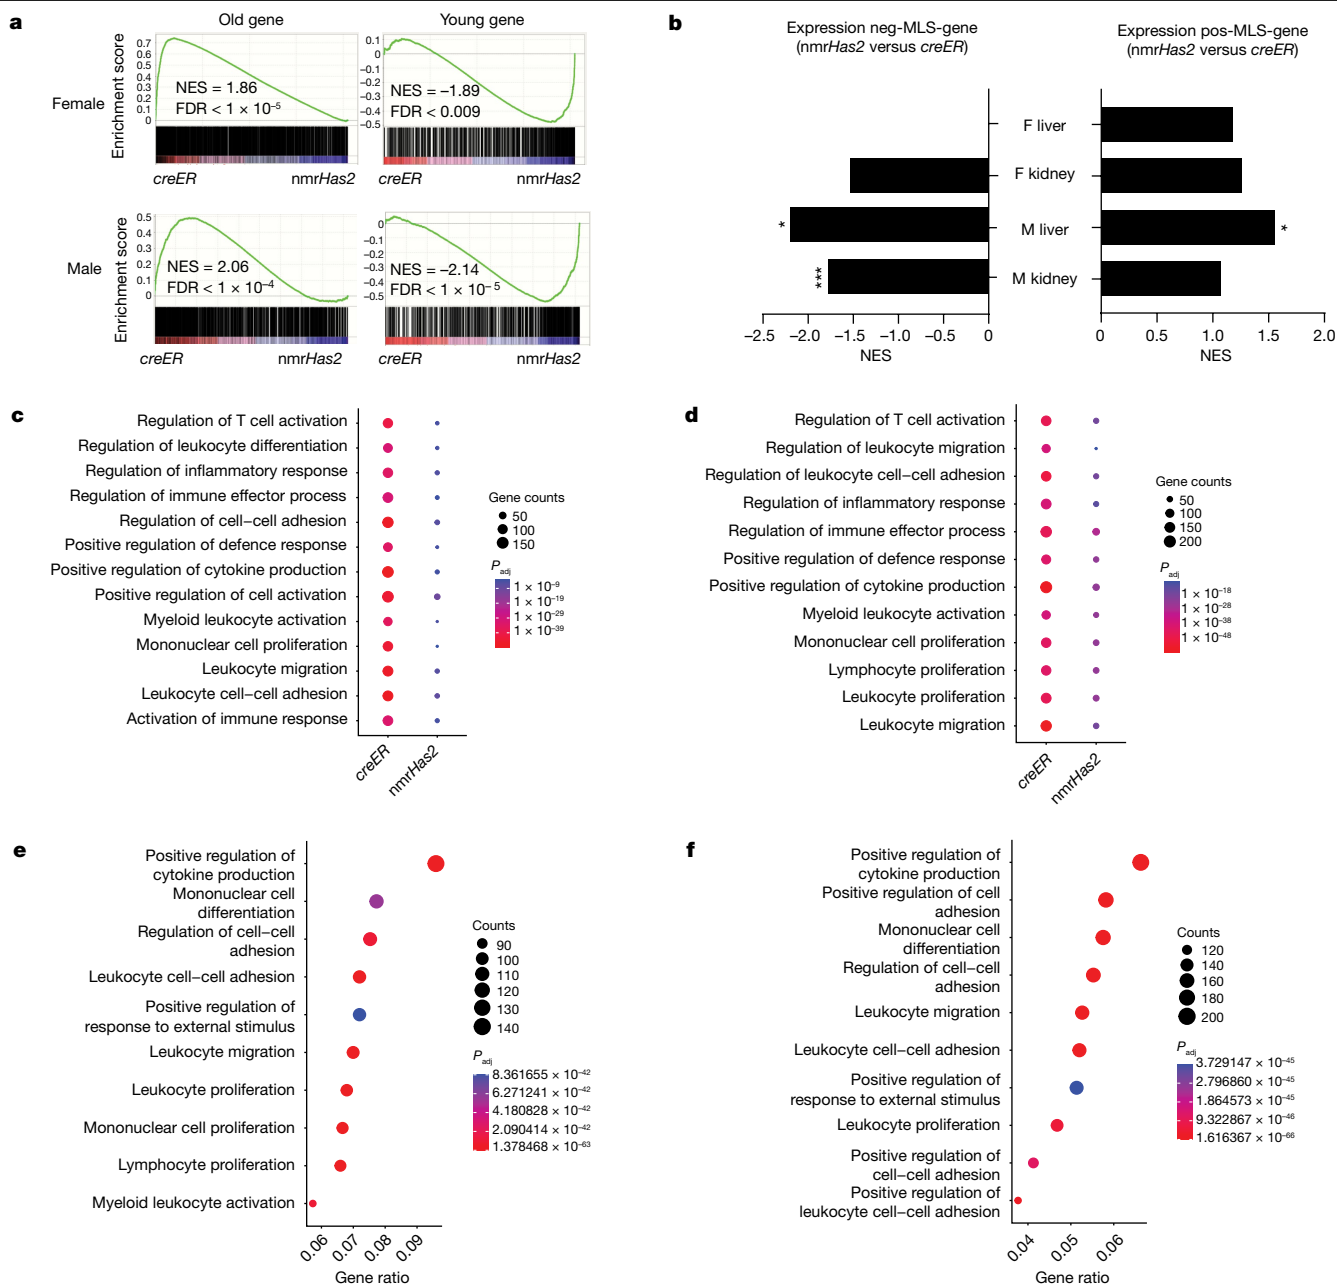 a
Old gene
Young gene
Female
Enrichment score
0.7
0.6
0.5
0.4
0.3
0.2
0.1
0
NES = 1.86
FDR < 1 × 10⁻⁵
creER
nmrHas2
0.1
0
−0.1
−0.2
−0.3
−0.4
−0.5
NES = −1.89
FDR < 0.009
creER
nmrHas2
Male
Enrichment score
0.5
0.4
0.3
0.2
0.1
0
NES = 2.06
FDR < 1 × 10⁻⁴
creER
nmrHas2
0
−0.1
−0.2
−0.3
−0.4
−0.5
NES = −2.14
FDR < 1 × 10⁻⁵
creER
nmrHas2
b
Expression neg-MLS-gene
(nmrHas2 versus creER)
Expression pos-MLS-gene
(nmrHas2 versus creER)
F liver
F kidney
M liver
M kidney
*
***
*
−2.5
−2.0
−1.5
−1.0
−0.5
0
NES
0
0.5
1.0
1.5
2.0
NES
c
Regulation of T cell activation
Regulation of leukocyte differentiation
Regulation of inflammatory response
Regulation of immune effector process
Regulation of cell–cell adhesion
Positive regulation of defence response
Positive regulation of cytokine production
Positive regulation of cell activation
Myeloid leukocyte activation
Mononuclear cell proliferation
Leukocyte migration
Leukocyte cell–cell adhesion
Activation of immune response
creER
nmrHas2
Gene counts
50
100
150
Padj
1 × 10⁻⁹
1 × 10⁻¹⁹
1 × 10⁻²⁹
1 × 10⁻³⁹
d
Regulation of T cell activation
Regulation of leukocyte migration
Regulation of leukocyte cell–cell adhesion
Regulation of inflammatory response
Regulation of immune effector process
Positive regulation of defence response
Positive regulation of cytokine production
Myeloid leukocyte activation
Mononuclear cell proliferation
Lymphocyte proliferation
Leukocyte proliferation
Leukocyte migration
creER
nmrHas2
Gene counts
50
100
150
200
Padj
1 × 10⁻¹⁸
1 × 10⁻²⁸
1 × 10⁻³⁸
1 × 10⁻⁴⁸
e
Positive regulation of
cytokine production
Mononuclear cell
differentiation
Regulation of cell–cell
adhesion
Leukocyte cell–cell adhesion
Positive regulation of
response to external stimulus
Leukocyte migration
Leukocyte proliferation
Mononuclear cell proliferation
Lymphocyte proliferation
Myeloid leukocyte activation
0.06
0.07
0.08
0.09
Gene ratio
Counts
90
100
110
120
130
140
Padj
8.361655 × 10⁻⁴²
6.271241 × 10⁻⁴²
4.180828 × 10⁻⁴²
2.090414 × 10⁻⁴²
1.378468 × 10⁻⁶³
f
Positive regulation of
cytokine production
Positive regulation of cell
adhesion
Mononuclear cell
differentiation
Regulation of cell–cell
adhesion
Leukocyte migration
Leukocyte cell–cell adhesion
Positive regulation of
response to external stimulus
Leukocyte proliferation
Positive regulation of
cell–cell adhesion
Positive regulation of
leukocyte cell–cell adhesion
0.04
0.05
0.06
Gene ratio
Counts
120
140
160
180
200
Padj
3.729147 × 10⁻⁴⁵
2.796860 × 10⁻⁴⁵
1.864573 × 10⁻⁴⁵
9.322867 × 10⁻⁴⁶
1.616367 × 10⁻⁶⁶